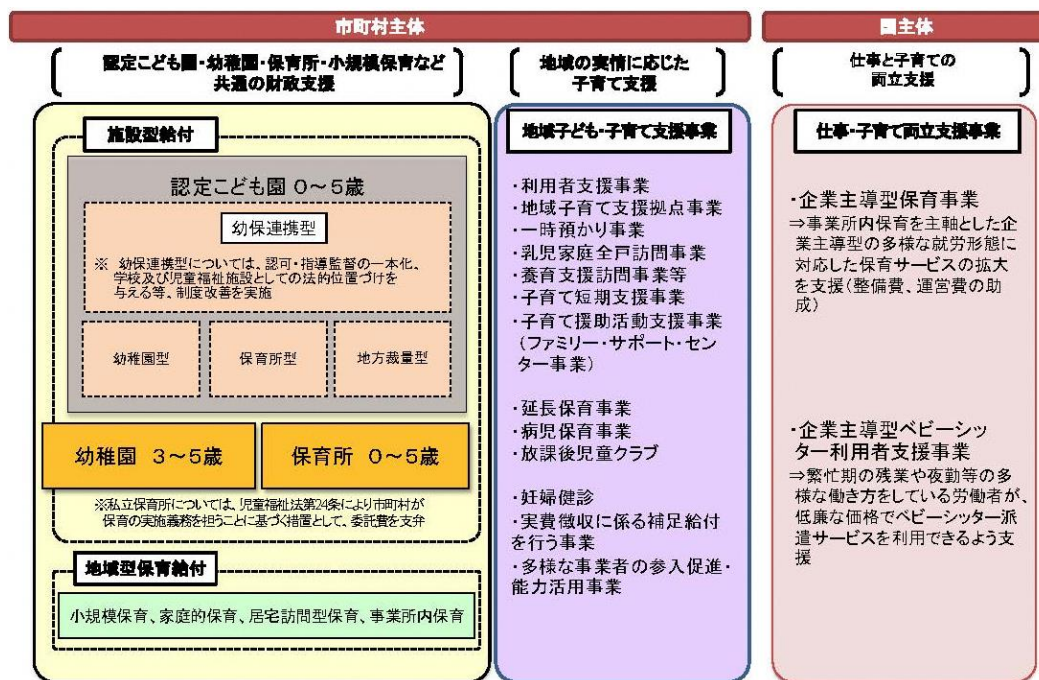 市町村主体
国主体
認定こども園・幼稚園・保育所・小規模保育など
共通の財政支援
地域の実情に応じた
子育て支援
仕事と子育ての
両立支援
施設型給付
認定こども園 0～5歳
幼保連携型
※ 幼保連携型については、認可・指導監督の一本化、
学校及び児童福祉施設としての法的位置づけを
与える等、制度改善を実施
幼稚園型
保育所型
地方裁量型
幼稚園 3～5歳
保育所 0～5歳
※私立保育所については、児童福祉法第24条により市町村が
保育の実施義務を担うことに基づく措置として、委託費を支弁
地域型保育給付
小規模保育、家庭的保育、居宅訪問型保育、事業所内保育
地域子ども・子育て支援事業
・利用者支援事業
・地域子育て支援拠点事業
・一時預かり事業
・乳児家庭全戸訪問事業
・養育支援訪問事業等
・子育て短期支援事業
・子育て援助活動支援事業
(ファミリー・サポート・セン
ター事業)
・延長保育事業
・病児保育事業
・放課後児童クラブ
・妊婦健診
・実費徴収に係る補足給付
を行う事業
・多様な事業者の参入促進・
能力活用事業
仕事・子育て両立支援事業
・企業主導型保育事業
⇒事業所内保育を主軸とした企
業主導型の多様な就労形態に
対応した保育サービスの拡大
を支援(整備費、運営費の助
成)
・企業主導型ベビーシッ
ター利用者支援事業
⇒繁忙期の残業や夜勤等の多
様な働き方をしている労働者が、
低廉な価格でベビーシッター派
遣サービスを利用できるよう支
援